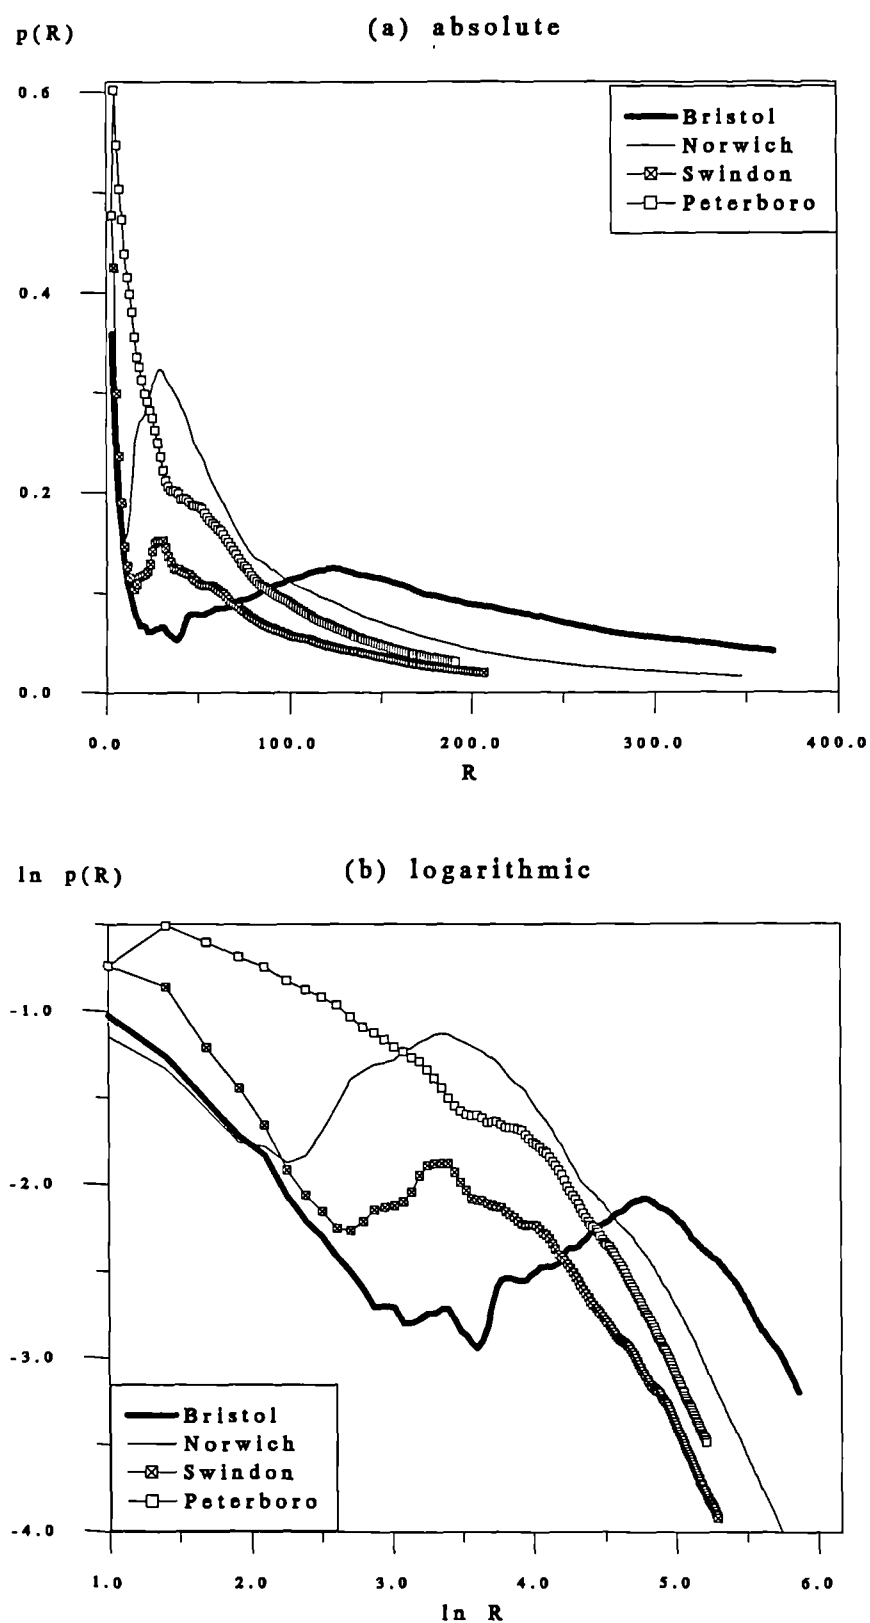 (a) absolute
p(R)
0.6
Bristol
Norwich
Swindon
Peterboro
0.4
0.2
0.0
0.0 100.0 200.0 300.0 400.0
R
(b) logarithmic
ln p(R)
-1.0
-2.0
-3.0
Bristol
Norwich
Swindon
Peterboro
-4.0
1.0 2.0 3.0 4.0 5.0 6.0
ln R